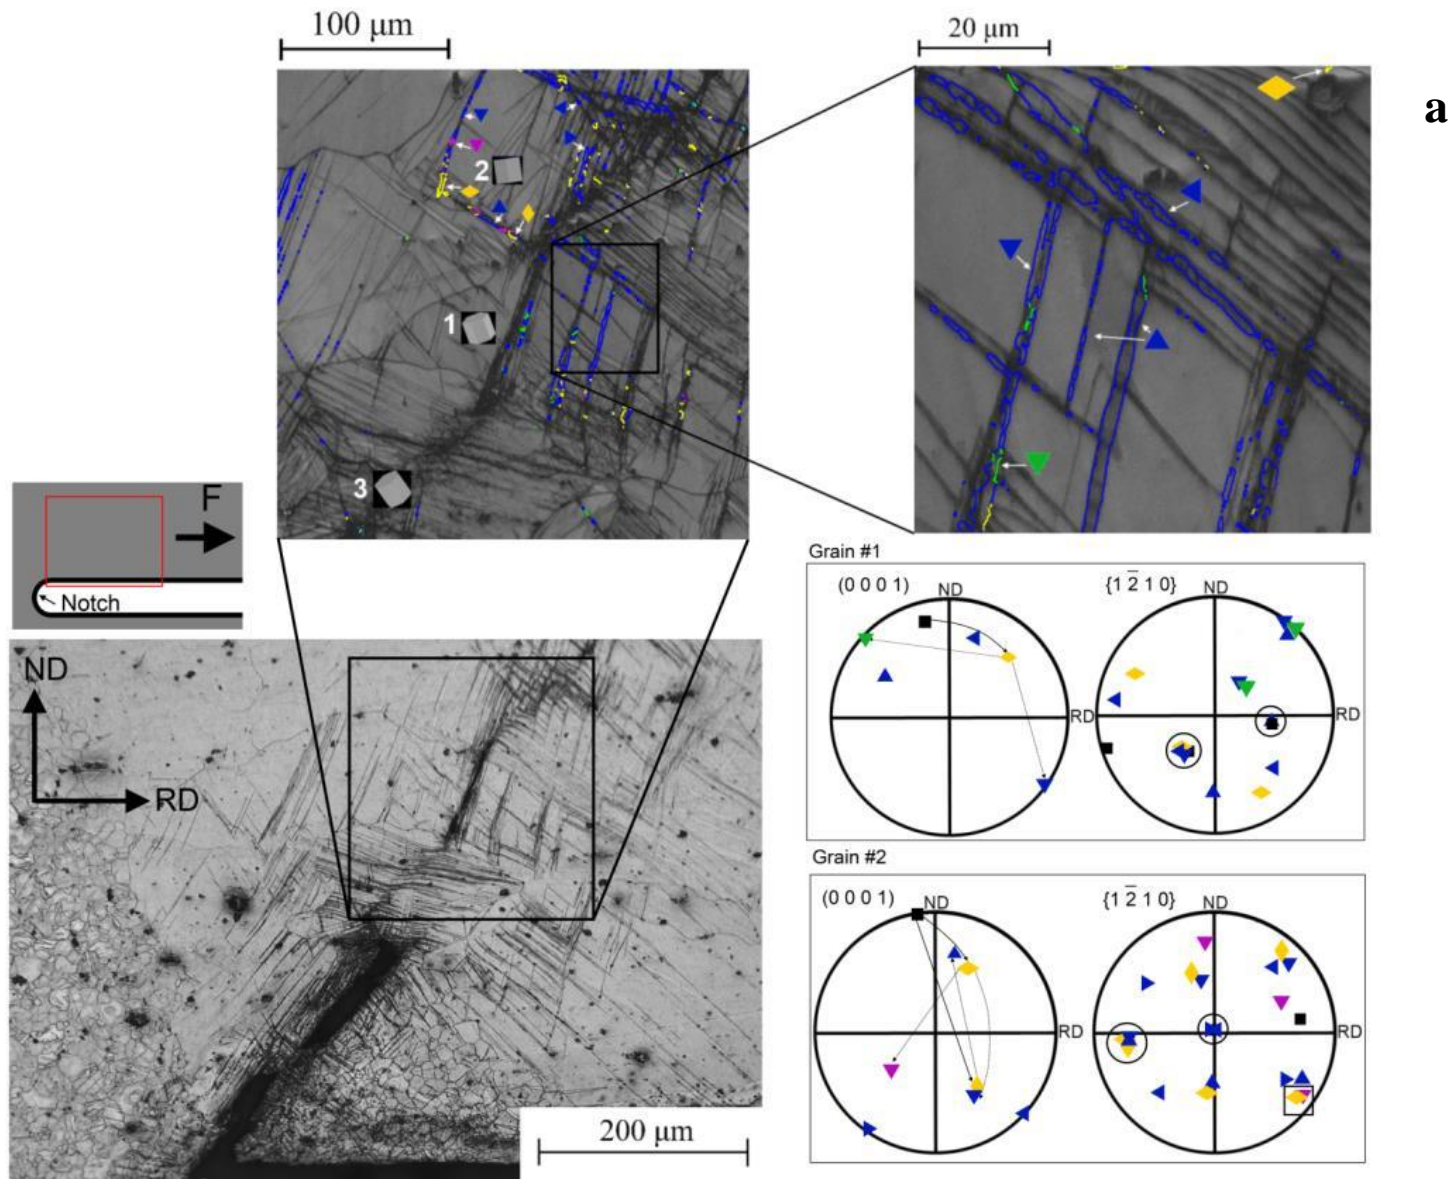 100 μm
20 μm
a
2
1
3
F
Notch
ND
RD
200 μm
Grain #1
(0 0 0 1)
ND
RD
{1 2̅ 1 0}
ND
RD
Grain #2
(0 0 0 1)
ND
RD
{1 2̅ 1 0}
ND
RD